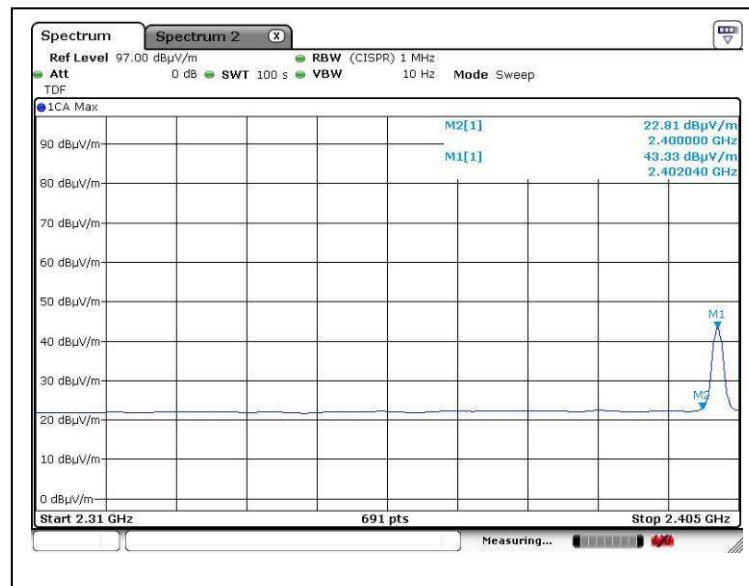 Spectrum Spectrum 2 X
Ref Level 97.00 dBµV/m RBW (CISPR) 1 MHz
Att 0 dB SWT 100 s VBW 10 Hz Mode Sweep
TDF
1CA Max
M2[1] 22.81 dBµV/m
2.400000 GHz
M1[1] 43.33 dBµV/m
2.402040 GHz
90 dBµV/m
80 dBµV/m
70 dBµV/m
60 dBµV/m
50 dBµV/m
M1
40 dBµV/m
30 dBµV/m
M2
20 dBµV/m
10 dBµV/m
0 dBµV/m
Start 2.31 GHz 691 pts Stop 2.405 GHz
Measuring...